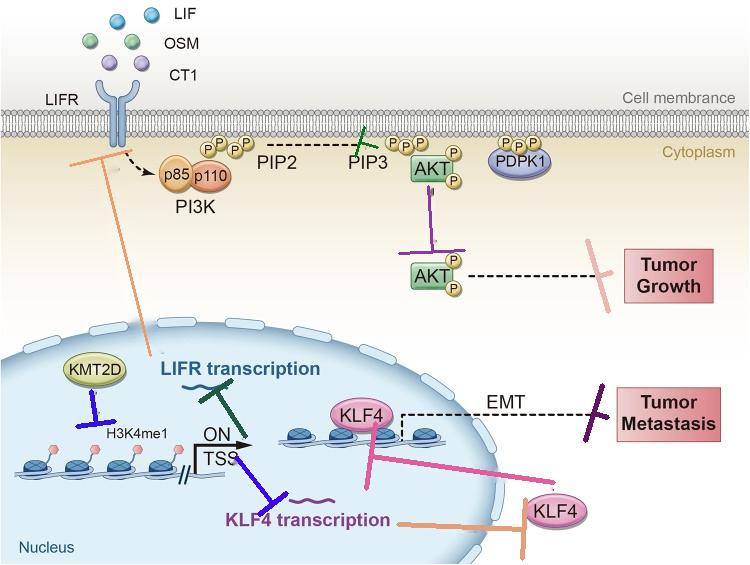 LIF
OSM
CT1
LIFR
Cell membrance
Cytoplasm
P P P P
p85 p110
PIP2
PIP3
P P P
AKT
P
P
P P P
PDPK1
PI3K
AKT
P
P
Tumor
Growth
KMT2D
LIFR transcription
H3K4me1
ON
TSS
KLF4
EMT
Tumor
Metastasis
KLF4 transcription
KLF4
Nucleus